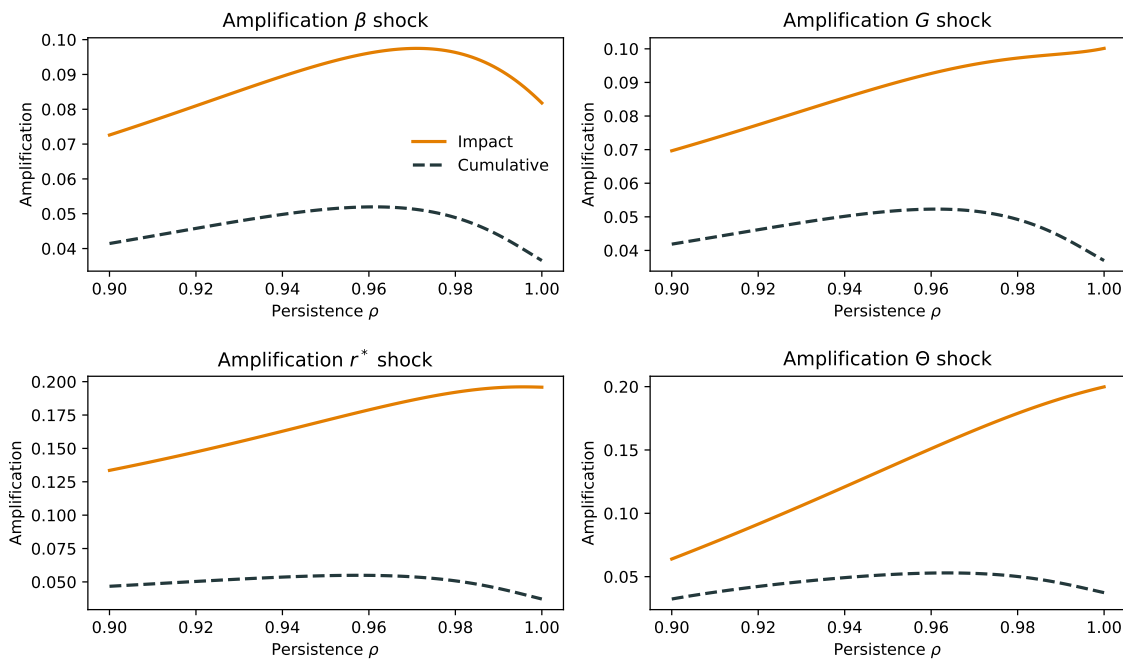 Amplification β shock
Amplification
0.10
0.09
0.08
0.07
0.06
0.05
0.04
Impact
Cumulative
0.90 0.92 0.94 0.96 0.98 1.00
Persistence ρ
Amplification G shock
Amplification
0.10
0.09
0.08
0.07
0.06
0.05
0.04
0.90 0.92 0.94 0.96 0.98 1.00
Persistence ρ
Amplification r* shock
Amplification
0.200
0.175
0.150
0.125
0.100
0.075
0.050
0.90 0.92 0.94 0.96 0.98 1.00
Persistence ρ
Amplification Θ shock
Amplification
0.20
0.15
0.10
0.05
0.90 0.92 0.94 0.96 0.98 1.00
Persistence ρ